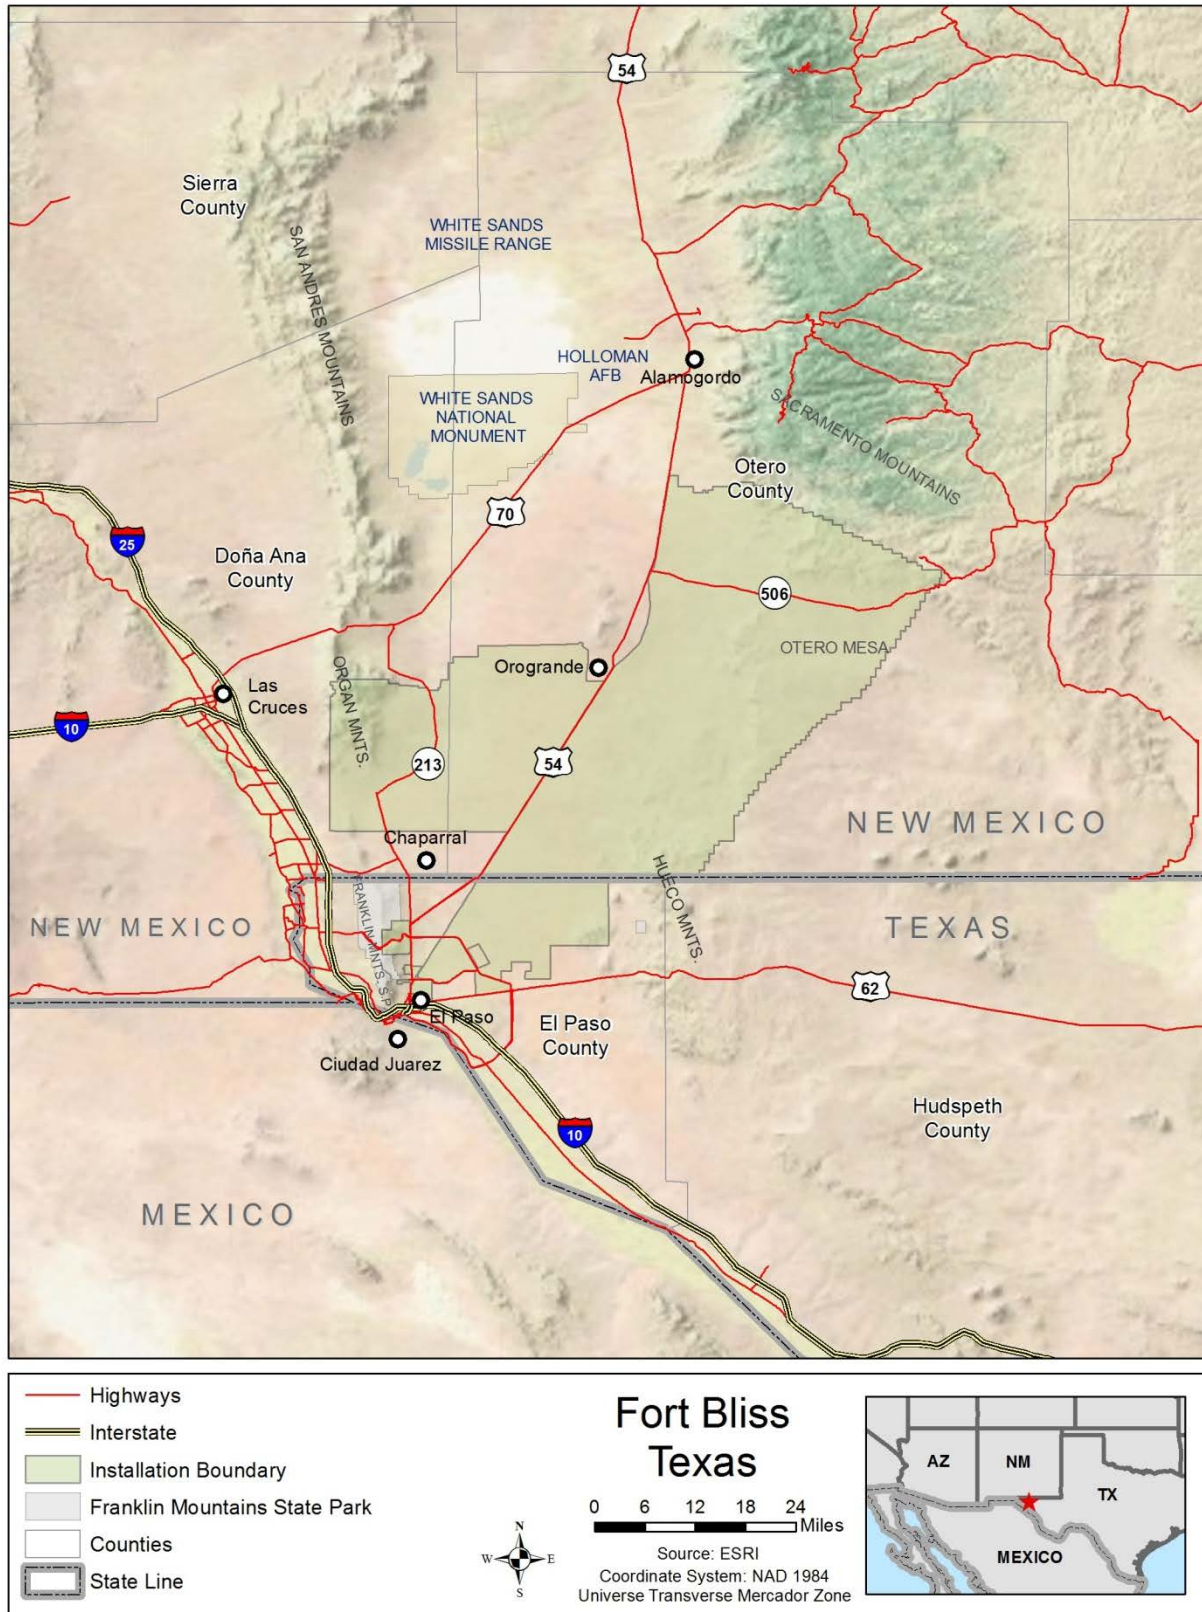 54
Sierra
County
WHITE SANDS
MISSILE RANGE
SAN ANDRES MOUNTAINS
HOLLOMAN
AFB
Alamogordo
WHITE SANDS
NATIONAL
MONUMENT
SACRAMENTO MOUNTAINS
Otero
County
70
25
Doña Ana
County
506
OTERO MESA
Orogrande
Las
Cruces
ORGAN MNTS.
10
213
54
Chaparral
NEW MEXICO
HUECO MNTS.
FRANKLIN MNTS. S.P.
NEW MEXICO
TEXAS
62
El Paso
El Paso
County
Ciudad Juarez
Hudspeth
County
10
MEXICO
Highways
Interstate
Installation Boundary
Franklin Mountains State Park
Counties
State Line
Fort Bliss
Texas
0 6 12 18 24
Miles
Source: ESRI
Coordinate System: NAD 1984
Universe Transverse Mercador Zone
N
W E
S
AZ
NM
TX
MEXICO